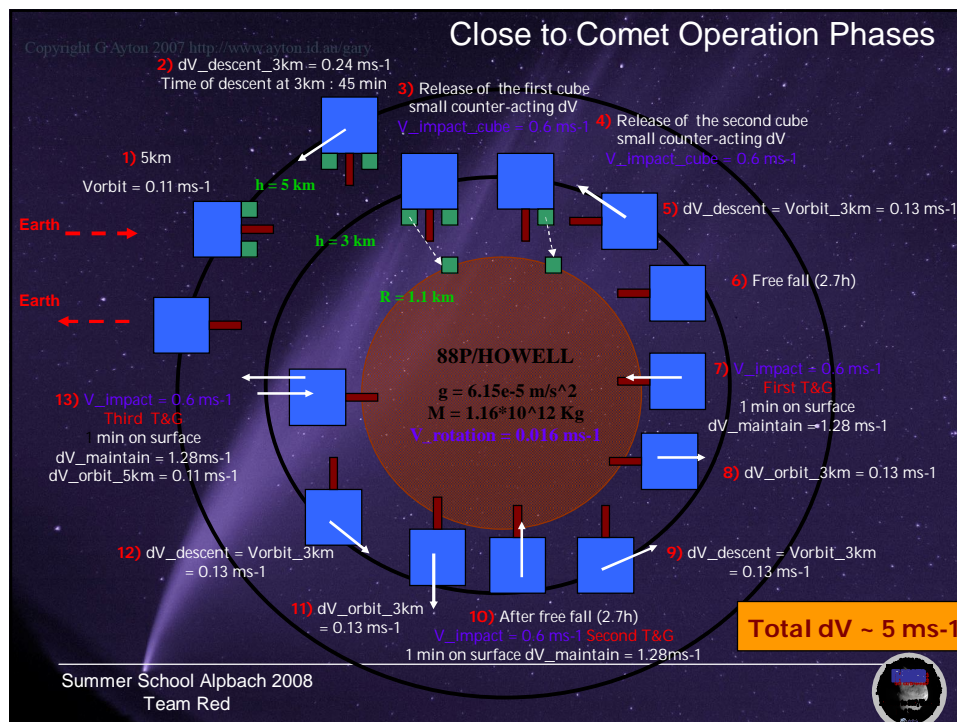 Close to Comet Operation Phases
Copyright G Ayton 2007 http://www.ayton.id.au/gary
2) dV_descent_3km = 0.24 ms-1
Time of descent at 3km : 45 min
3) Release of the first cube
small counter-acting dV
V_impact_cube = 0.6 ms-1
4) Release of the second cube
small counter-acting dV
V_impact_cube = 0.6 ms-1
1) 5km
Vorbit = 0.11 ms-1
h = 5 km
5) dV_descent = Vorbit_3km = 0.13 ms-1
Earth
h = 3 km
6) Free fall (2.7h)
Earth
R = 1.1 km
88P/HOWELL
g = 6.15e-5 m/s^2
M = 1.16*10^12 Kg
V_rotation = 0.016 ms-1
7) V_impact = 0.6 ms-1
First T&G
1 min on surface
dV_maintain = 1.28 ms-1
13) V_impact = 0.6 ms-1
Third T&G
1 min on surface
dV_maintain = 1.28ms-1
dV_orbit_5km = 0.11 ms-1
8) dV_orbit_3km = 0.13 ms-1
12) dV_descent = Vorbit_3km
= 0.13 ms-1
9) dV_descent = Vorbit_3km
= 0.13 ms-1
11) dV_orbit_3km
= 0.13 ms-1
10) After free fall (2.7h)
V_impact = 0.6 ms-1 Second T&G
1 min on surface dV_maintain = 1.28ms-1
Total dV ~ 5 ms-1
Summer School Alpbach 2008
Team Red